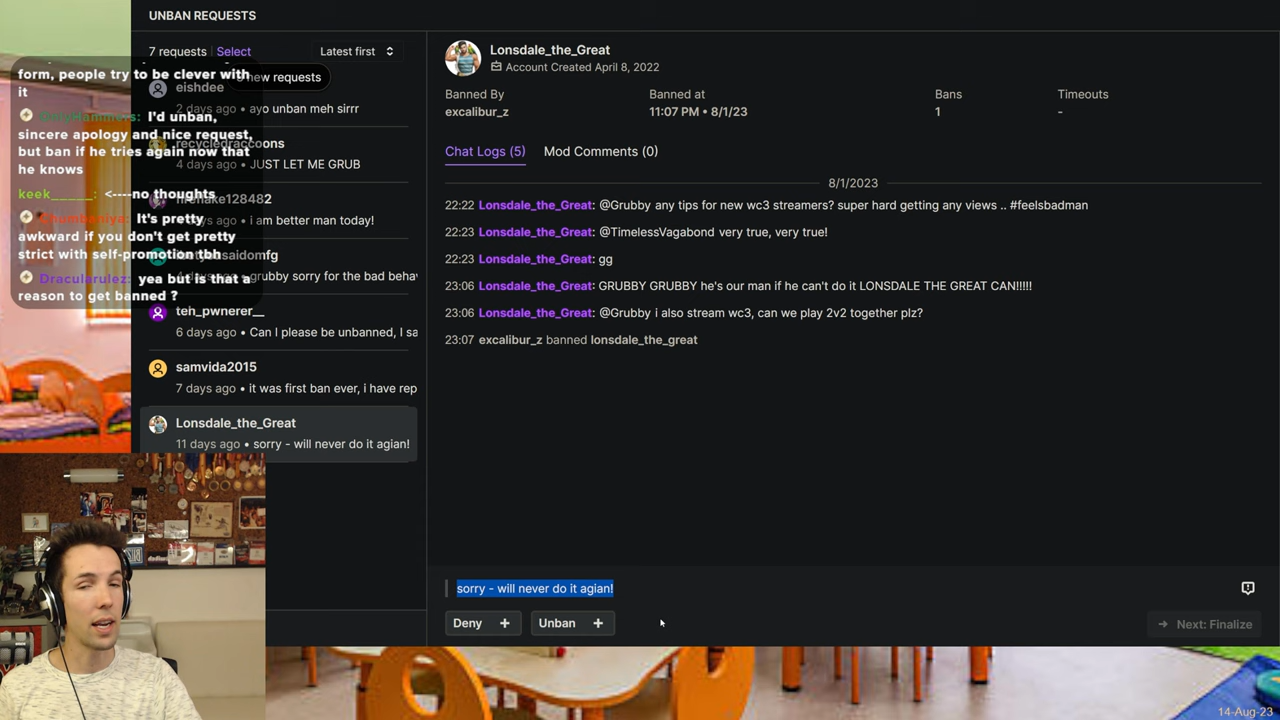 UNBAN REQUESTS
7 requests Select
Latest first
new requests
eishdee
2 days ago • ayo unban meh sirrr
recycledraccoons
4 days ago • JUST LET ME GRUB
ago • i am better man today!
ago • grubby sorry for the bad behav
teh_pwnerer__
6 days ago • Can I please be unbanned, I sa
samvida2015
7 days ago • it was first ban ever, i have rep
Lonsdale_the_Great
11 days ago • sorry - will never do it agian!
form, people try to be clever with
it
I'd unban,
sincere apology and nice request,
but ban if he tries again now that
he knows
keek_____: <----no thoughts
It's pretty
awkward if you don't get pretty
strict with self-promotion tbh
Dracularulez: yea but is that a
reason to get banned ?
Lonsdale_the_Great
Account Created April 8, 2022
Banned By
excalibur_z
Banned at
11:07 PM • 8/1/23
Bans
1
Timeouts
-
Chat Logs (5)
Mod Comments (0)
8/1/2023
22:22 Lonsdale_the_Great: @Grubby any tips for new wc3 streamers? super hard getting any views .. #feelsbadman
22:23 Lonsdale_the_Great: @TimelessVagabond very true, very true!
22:23 Lonsdale_the_Great: gg
23:06 Lonsdale_the_Great: GRUBBY GRUBBY he's our man if he can't do it LONSDALE THE GREAT CAN!!!!!
23:06 Lonsdale_the_Great: @Grubby i also stream wc3, can we play 2v2 together plz?
23:07 excalibur_z banned lonsdale_the_great
sorry - will never do it agian!
Deny +
Unban +
Next: Finalize
14-Aug-23